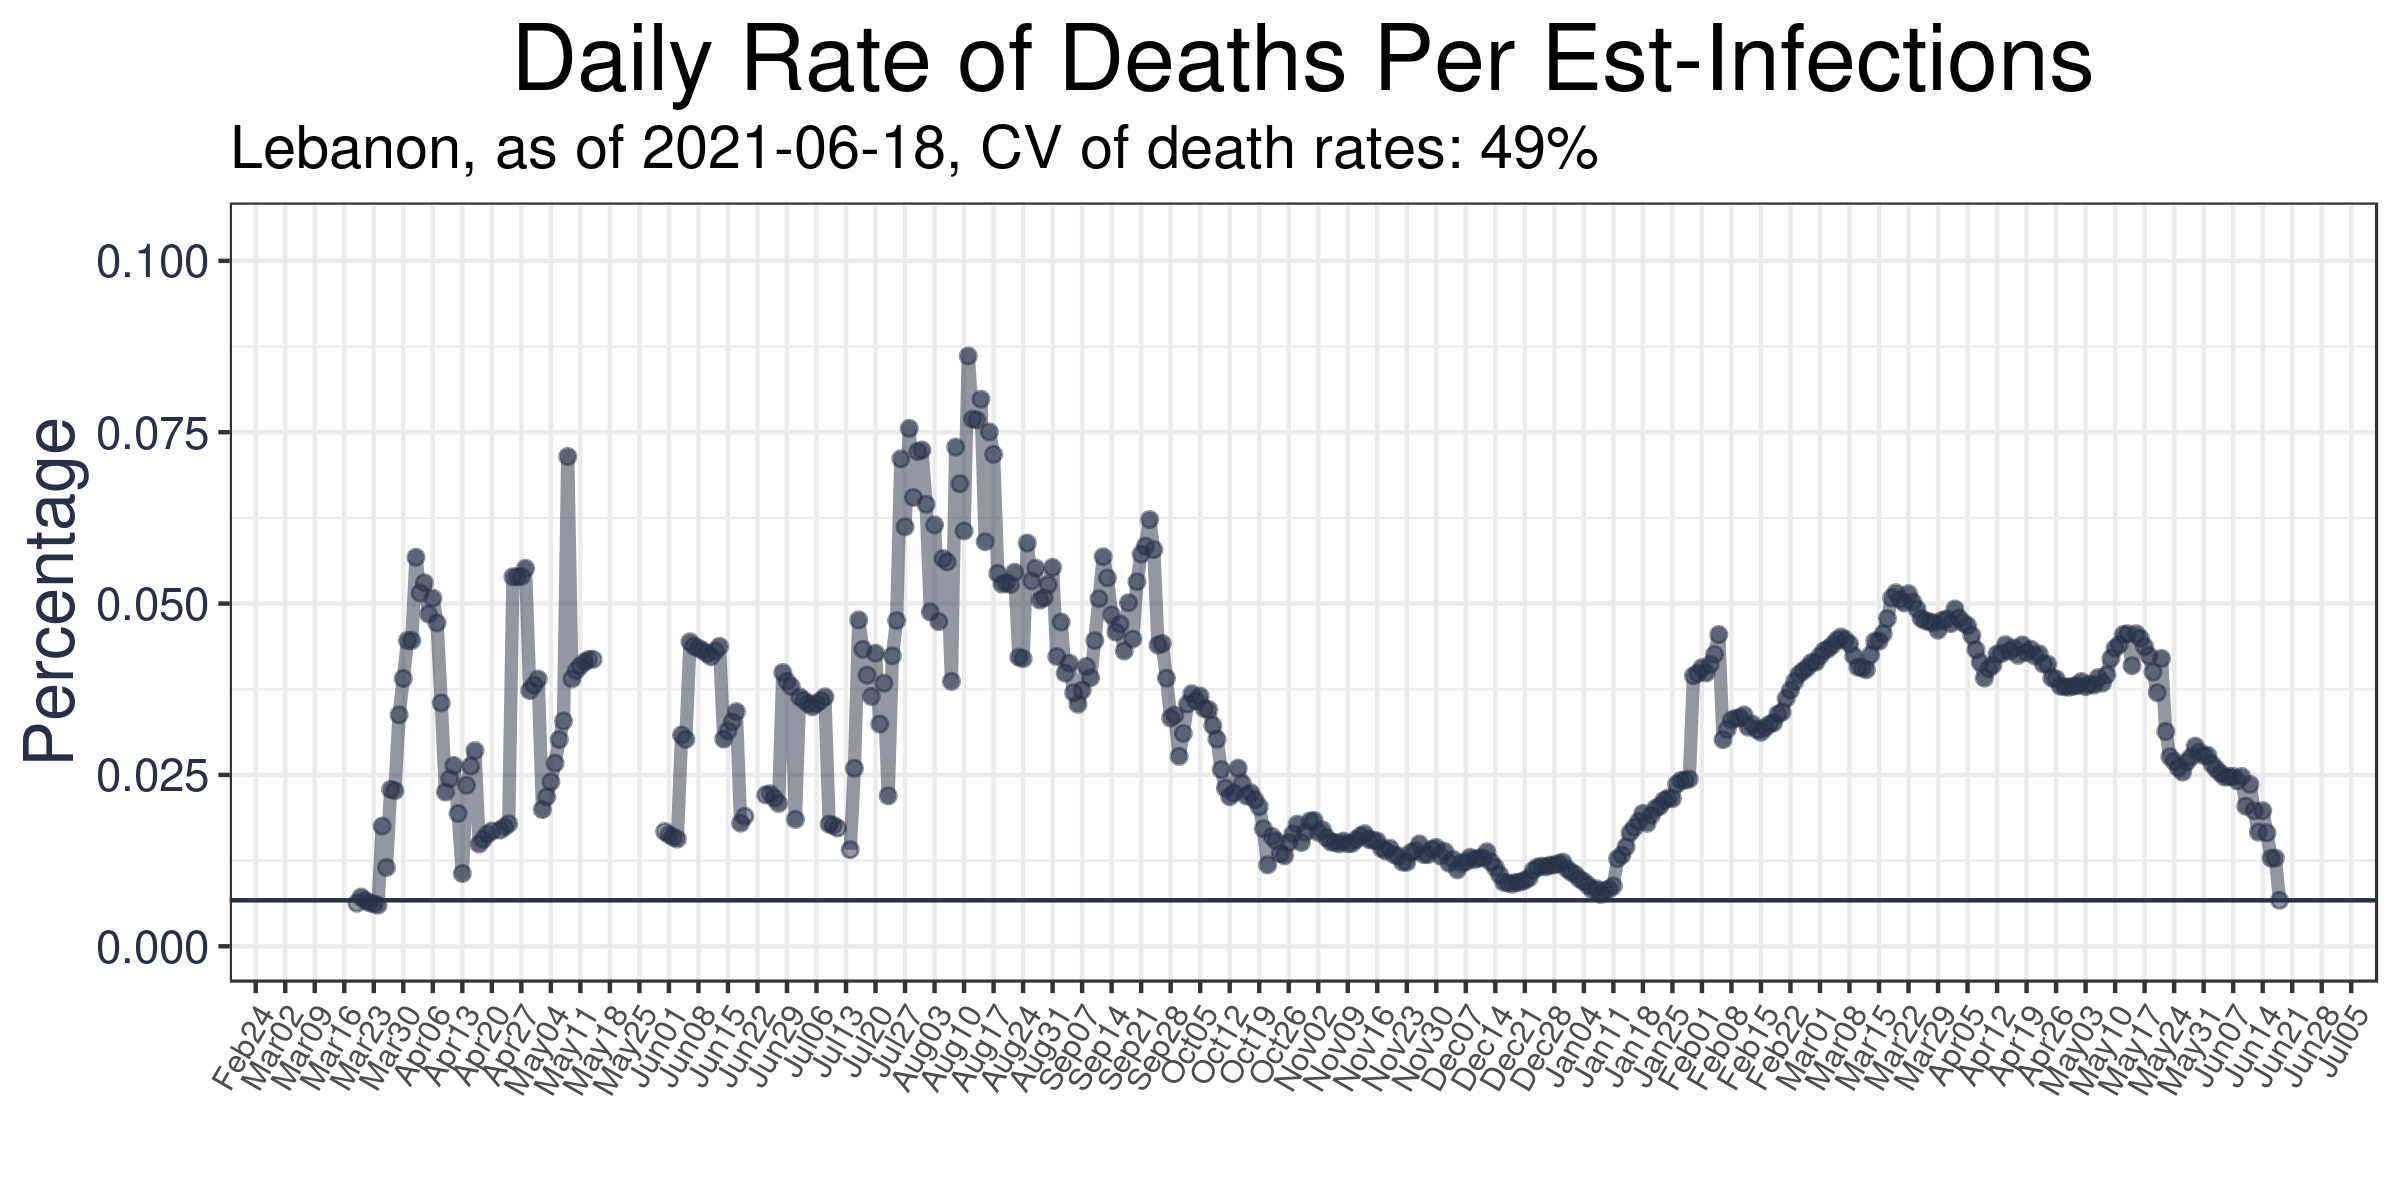 Daily Rate of Deaths Per Est-Infections
Lebanon, as of 2021-06-18, CV of death rates: 49%
Percentage
0.100
0.075
0.050
0.025
0.000
Feb24
Mar02
Mar09
Mar16
Mar23
Mar30
Apr06
Apr13
Apr20
Apr27
May04
May11
May18
May25
Jun01
Jun08
Jun15
Jun22
Jun29
Jul06
Jul13
Jul20
Jul27
Aug03
Aug10
Aug17
Aug24
Aug31
Sep07
Sep14
Sep21
Sep28
Oct05
Oct12
Oct19
Oct26
Nov02
Nov09
Nov16
Nov23
Nov30
Dec07
Dec14
Dec21
Dec28
Jan04
Jan11
Jan18
Jan25
Feb01
Feb08
Feb15
Feb22
Mar01
Mar08
Mar15
Mar22
Mar29
Apr05
Apr12
Apr19
Apr26
May03
May10
May17
May24
May31
Jun07
Jun14
Jun21
Jun28
Jul05